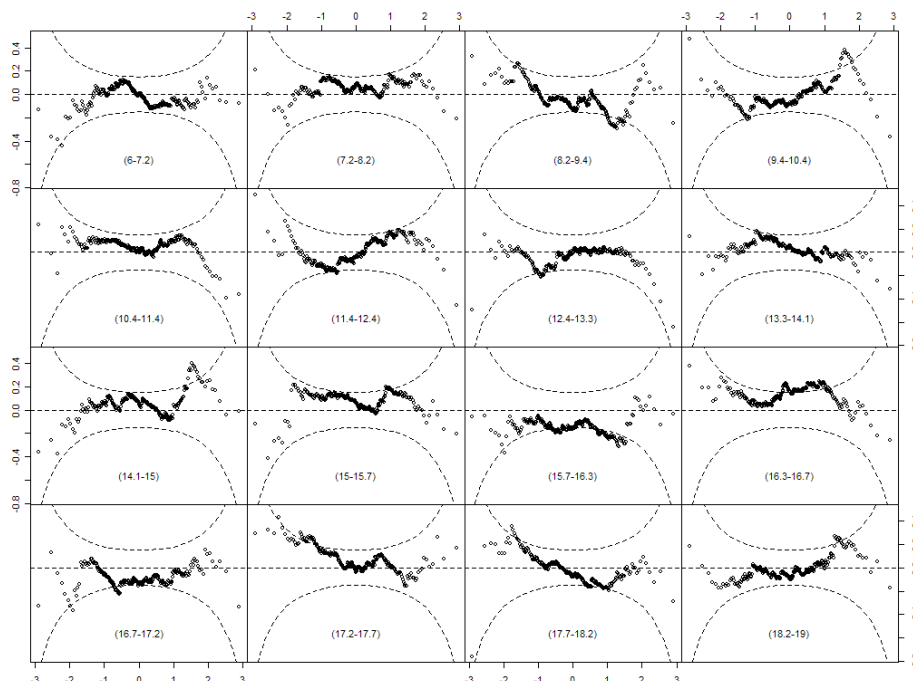 -3 -2 -1 0 1 2 3 -3 -2 -1 0 1 2 3
0.4
0.2
0.0
-0.4
-0.8
(6-7.2) (7.2-8.2) (8.2-9.4) (9.4-10.4)
(10.4-11.4) (11.4-12.4) (12.4-13.3) (13.3-14.1)
0.4
0.2
0.0
-0.4
-0.8
(14.1-15) (15-15.7) (15.7-16.3) (16.3-16.7)
(16.7-17.2) (17.2-17.7) (17.7-18.2) (18.2-19)
-3 -2 -1 0 1 2 3 -3 -2 -1 0 1 2 3